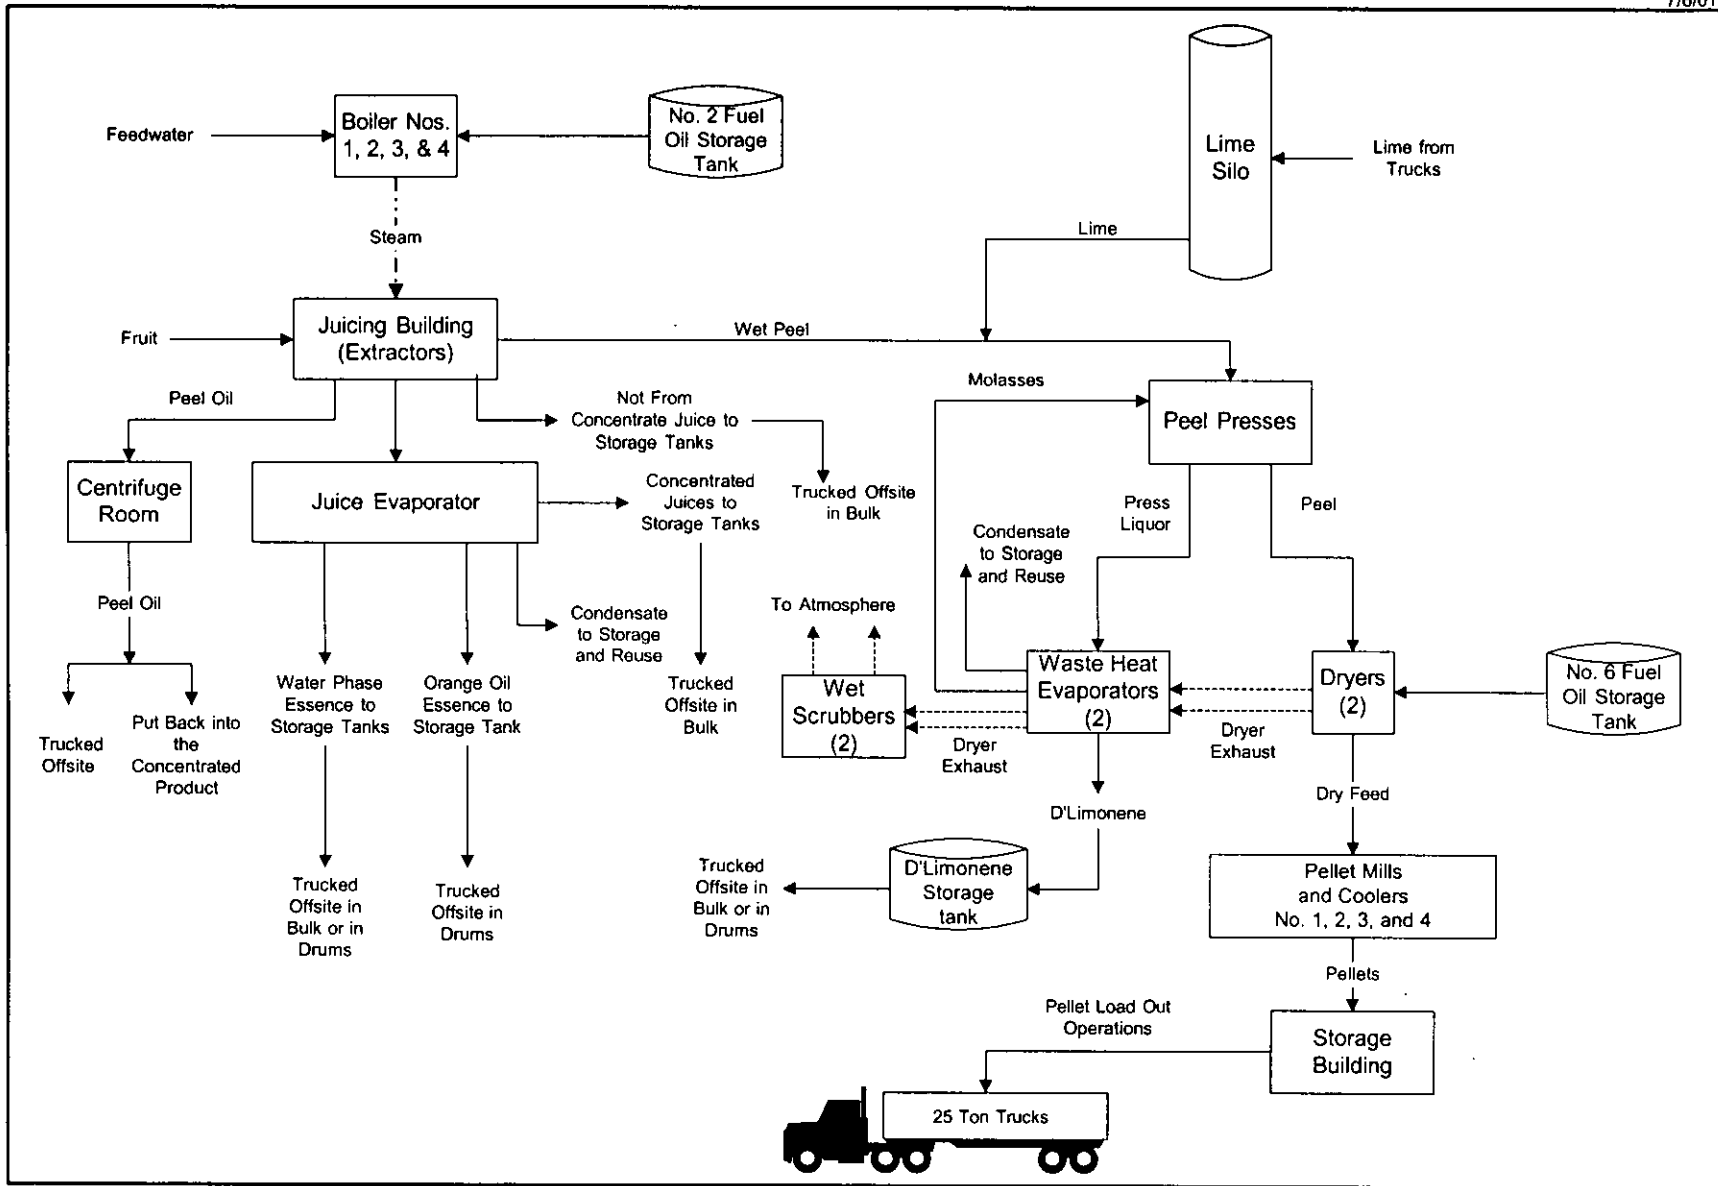 7/6/01
Boiler Nos.
1, 2, 3, & 4
Feedwater
No. 2 Fuel
Oil Storage
Tank
Lime
Silo
Lime from
Trucks
Steam
Lime
Juicing Building
(Extractors)
Fruit
Wet Peel
Peel Oil
Not From
Concentrate Juice to
Storage Tanks
Molasses
Peel Presses
Centrifuge
Room
Juice Evaporator
Concentrated
Juices to
Storage Tanks
Trucked Offsite
in Bulk
Press
Liquor
Peel
Condensate
to Storage
and Reuse
Peel Oil
Condensate
to Storage
and Reuse
To Atmosphere
Water Phase
Essence to
Storage Tanks
Orange Oil
Essence to
Storage Tank
Trucked
Offsite in
Bulk
Wet
Scrubbers
(2)
Waste Heat
Evaporators
(2)
Dryers
(2)
No. 6 Fuel
Oil Storage
Tank
Trucked
Offsite
Put Back into
the
Concentrated
Product
Dryer
Exhaust
Dryer
Exhaust
D'Limonene
Dry Feed
Trucked
Offsite in
Bulk or in
Drums
Trucked
Offsite in
Drums
Trucked
Offsite in
Bulk or in
Drums
D'Limonene
Storage
tank
Pellet Mills
and Coolers
No. 1, 2, 3, and 4
Pellets
Pellet Load Out
Operations
Storage
Building
25 Ton Trucks